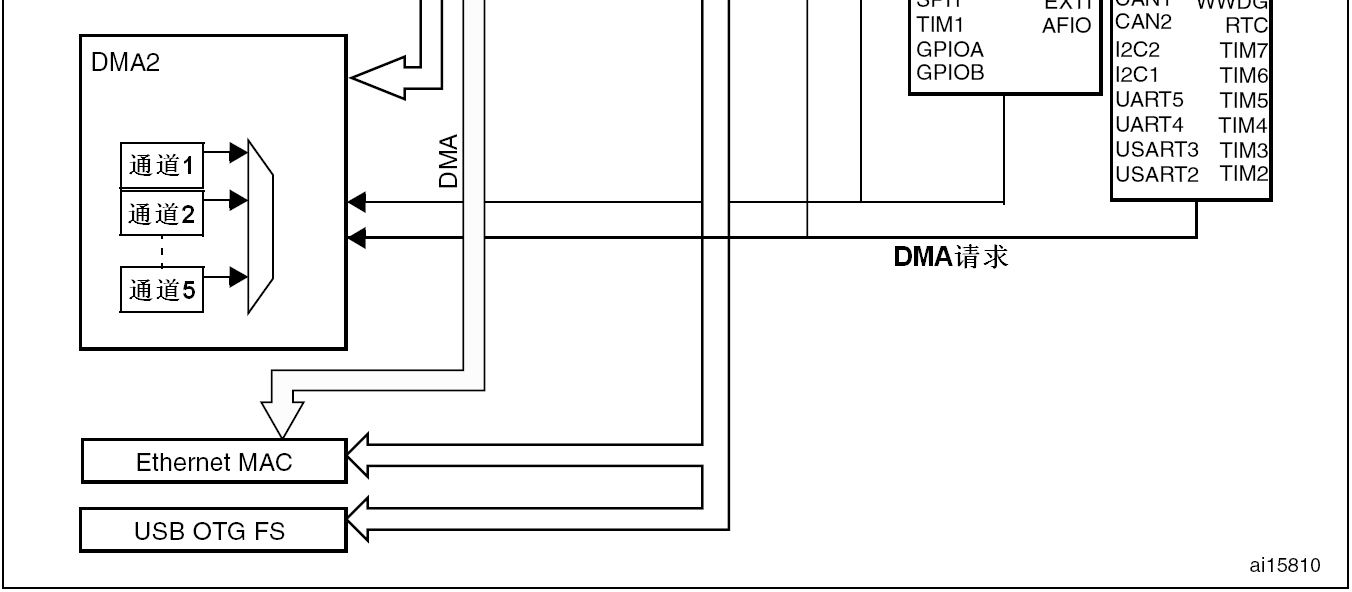 DMA2
通道1
通道2
通道5
DMA
SPI1 EXTI
TIM1 AFIO
GPIOA
GPIOB
CAN1 WWDG
CAN2 RTC
I2C2 TIM7
I2C1 TIM6
UART5 TIM5
UART4 TIM4
USART3 TIM3
USART2 TIM2
DMA请求
Ethernet MAC
USB OTG FS
ai15810